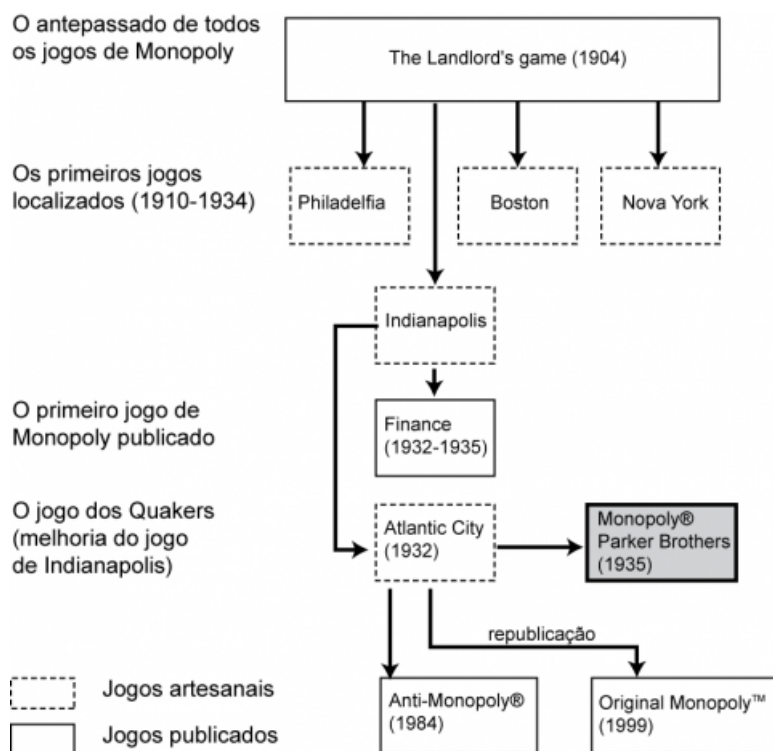 O antepassado de todos
os jogos de Monopoly
The Landlord's game (1904)
Os primeiros jogos
localizados (1910-1934)
Philadelfia
Boston
Nova York
Indianapolis
O primeiro jogo de
Monopoly publicado
Finance
(1932-1935)
O jogo dos Quakers
(melhoria do jogo
de Indianapolis)
Atlantic City
(1932)
Monopoly®
Parker Brothers
(1935)
republicação
Jogos artesanais
Jogos publicados
Anti-Monopoly®
(1984)
Original Monopoly™
(1999)